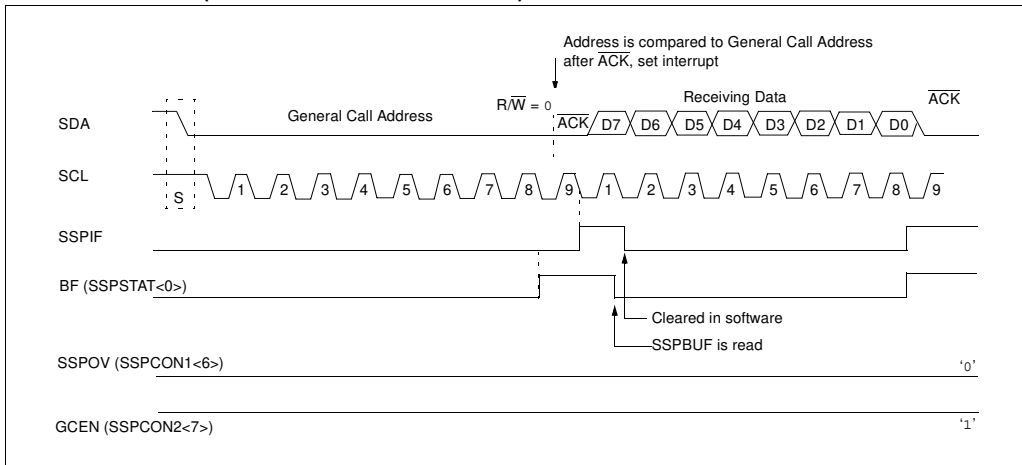 Address is compared to General Call Address
after ACK, set interrupt
R/W = 0
Receiving Data
ACK
General Call Address
SDA
ACK D7 D6 D5 D4 D3 D2 D1 D0
SCL
S
1 2 3 4 5 6 7 8 9 1 2 3 4 5 6 7 8 9
SSPIF
BF (SSPSTAT<0>)
Cleared in software
SSPBUF is read
SSPOV (SSPCON1<6>)
‘0’
GCEN (SSPCON2<7>)
‘1’